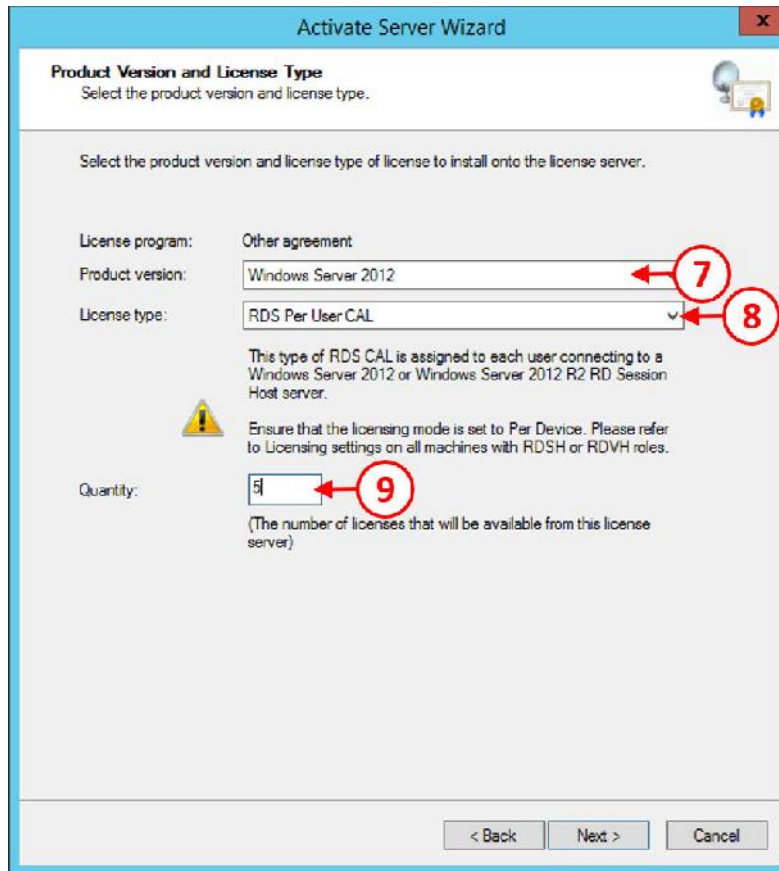 Activate Server Wizard
x
Product Version and License Type
Select the product version and license type.
Select the product version and license type of license to install onto the license server.
License program: Other agreement
Product version: Windows Server 2012
7
License type: RDS Per User CAL
8
This type of RDS CAL is assigned to each user connecting to a
Windows Server 2012 or Windows Server 2012 R2 RD Session
Host server.
Ensure that the licensing mode is set to Per Device. Please refer
to Licensing settings on all machines with RDSH or RDVH roles.
Quantity: 5
9
(The number of licenses that will be available from this license
server)
< Back Next > Cancel